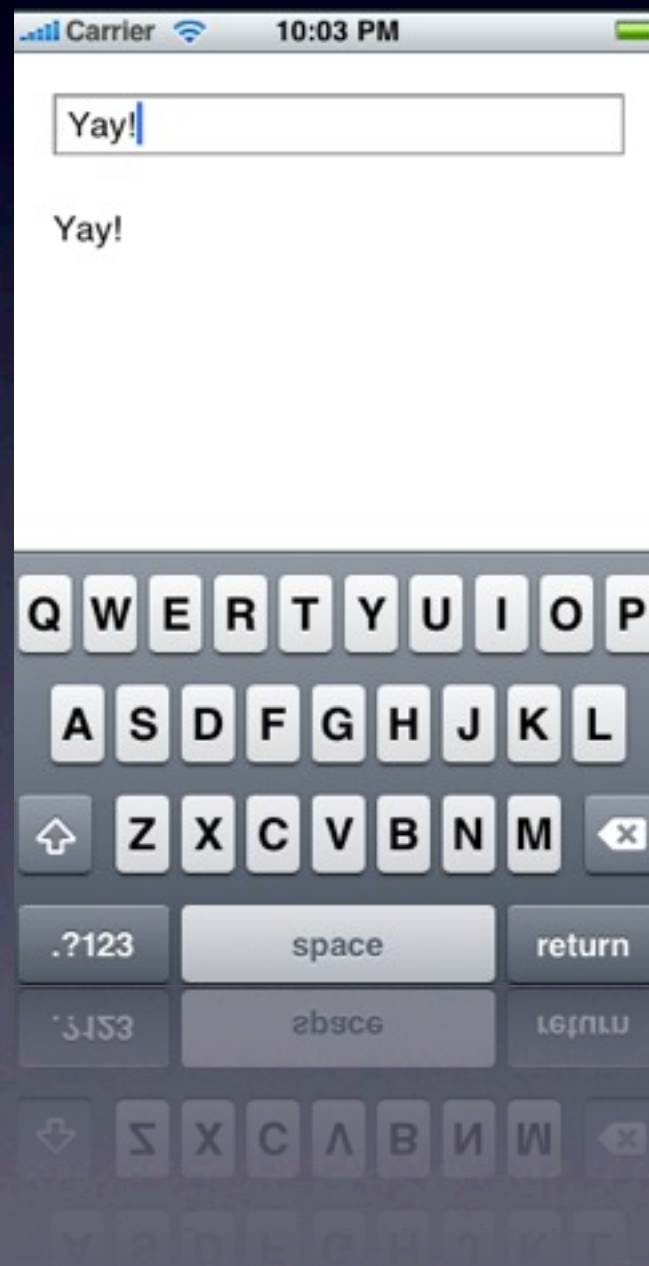 Carrier 10:03 PM
Yay!
Yay!
Q W E R T Y U I O P
A S D F G H J K L
Z X C V B N M
.?123 space return